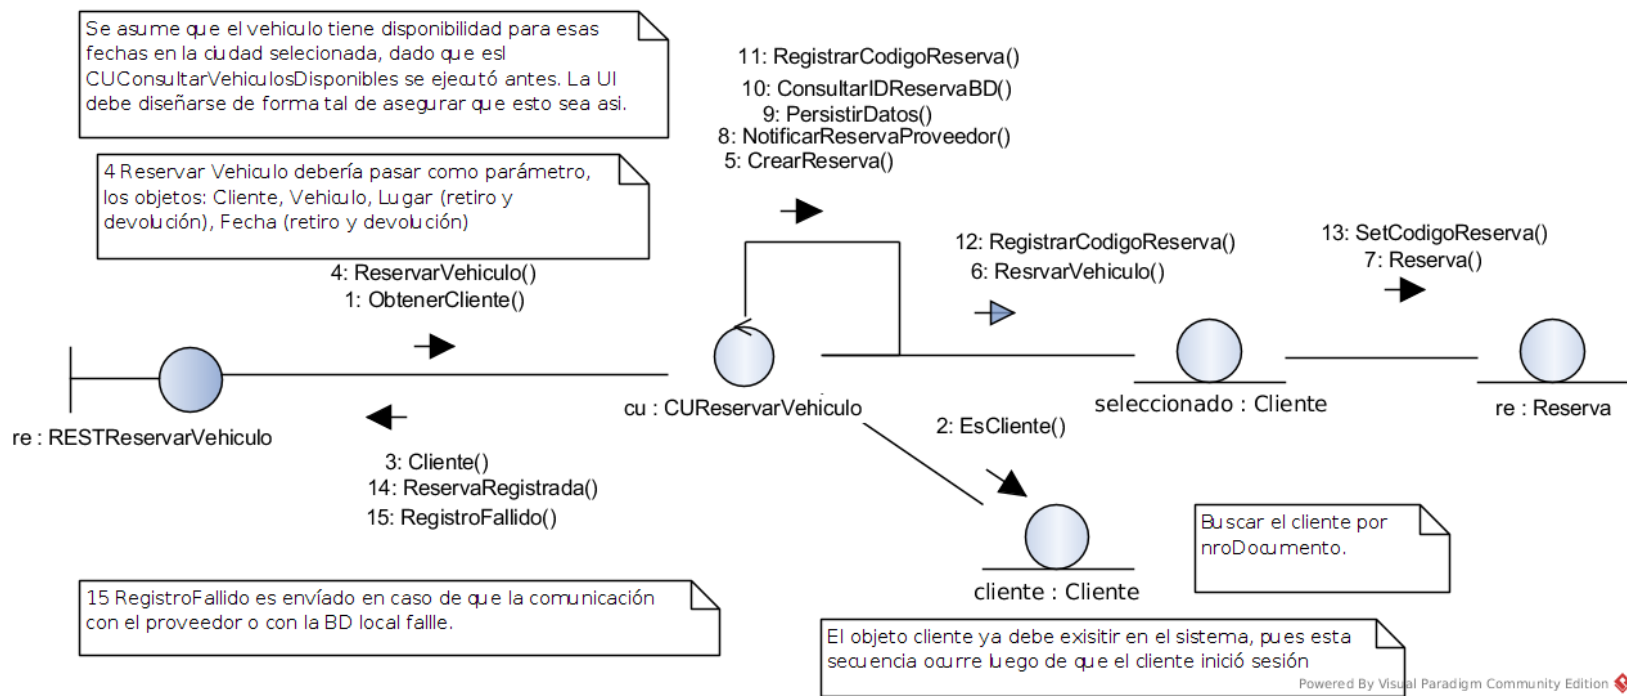 Se asume que el vehiculo tiene disponibilidad para esas
fechas en la ciudad selecionada, dado que esl
CUConsultarVehiculosDisponibles se ejecutó antes. La UI
debe diseñarse de forma tal de asegurar que esto sea asi.
11: RegistrarCodigoReserva()
10: ConsultarIDReservaBD()
9: PersistirDatos()
8: NotificarReservaProveedor()
5: CrearReserva()
4 Reservar Vehiculo debería pasar como parámetro,
los objetos: Cliente, Vehiculo, Lugar (retiro y
devolución), Fecha (retiro y devolución)
4: ReservarVehiculo()
1: ObtenerCliente()
12: RegistrarCodigoReserva()
6: ResrvarVehiculo()
13: SetCodigoReserva()
7: Reserva()
re : RESTReservarVehiculo
cu : CUReservarVehiculo
seleccionado : Cliente
re : Reserva
2: EsCliente()
3: Cliente()
14: ReservaRegistrada()
15: RegistroFallido()
Buscar el cliente por
nroDocumento.
cliente : Cliente
15 RegistroFallido es envíado en caso de que la comunicación
con el proveedor o con la BD local fallle.
El objeto cliente ya debe exisitir en el sistema, pues esta
secuencia ocurre luego de que el cliente inició sesión
Powered By Visual Paradigm Community Edition